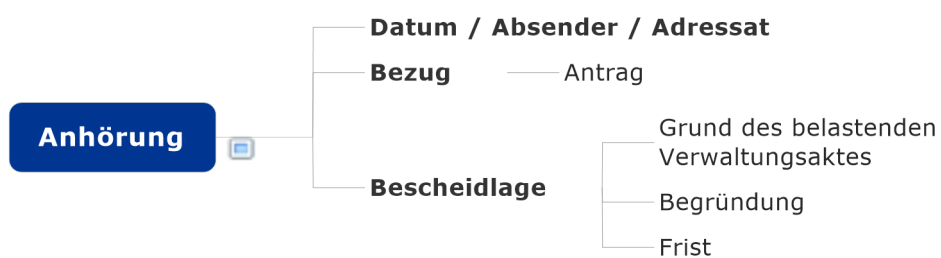 Anhörung
Datum / Absender / Adressat
Bezug
Antrag
Bescheidlage
Grund des belastenden
Verwaltungsaktes
Begründung
Frist